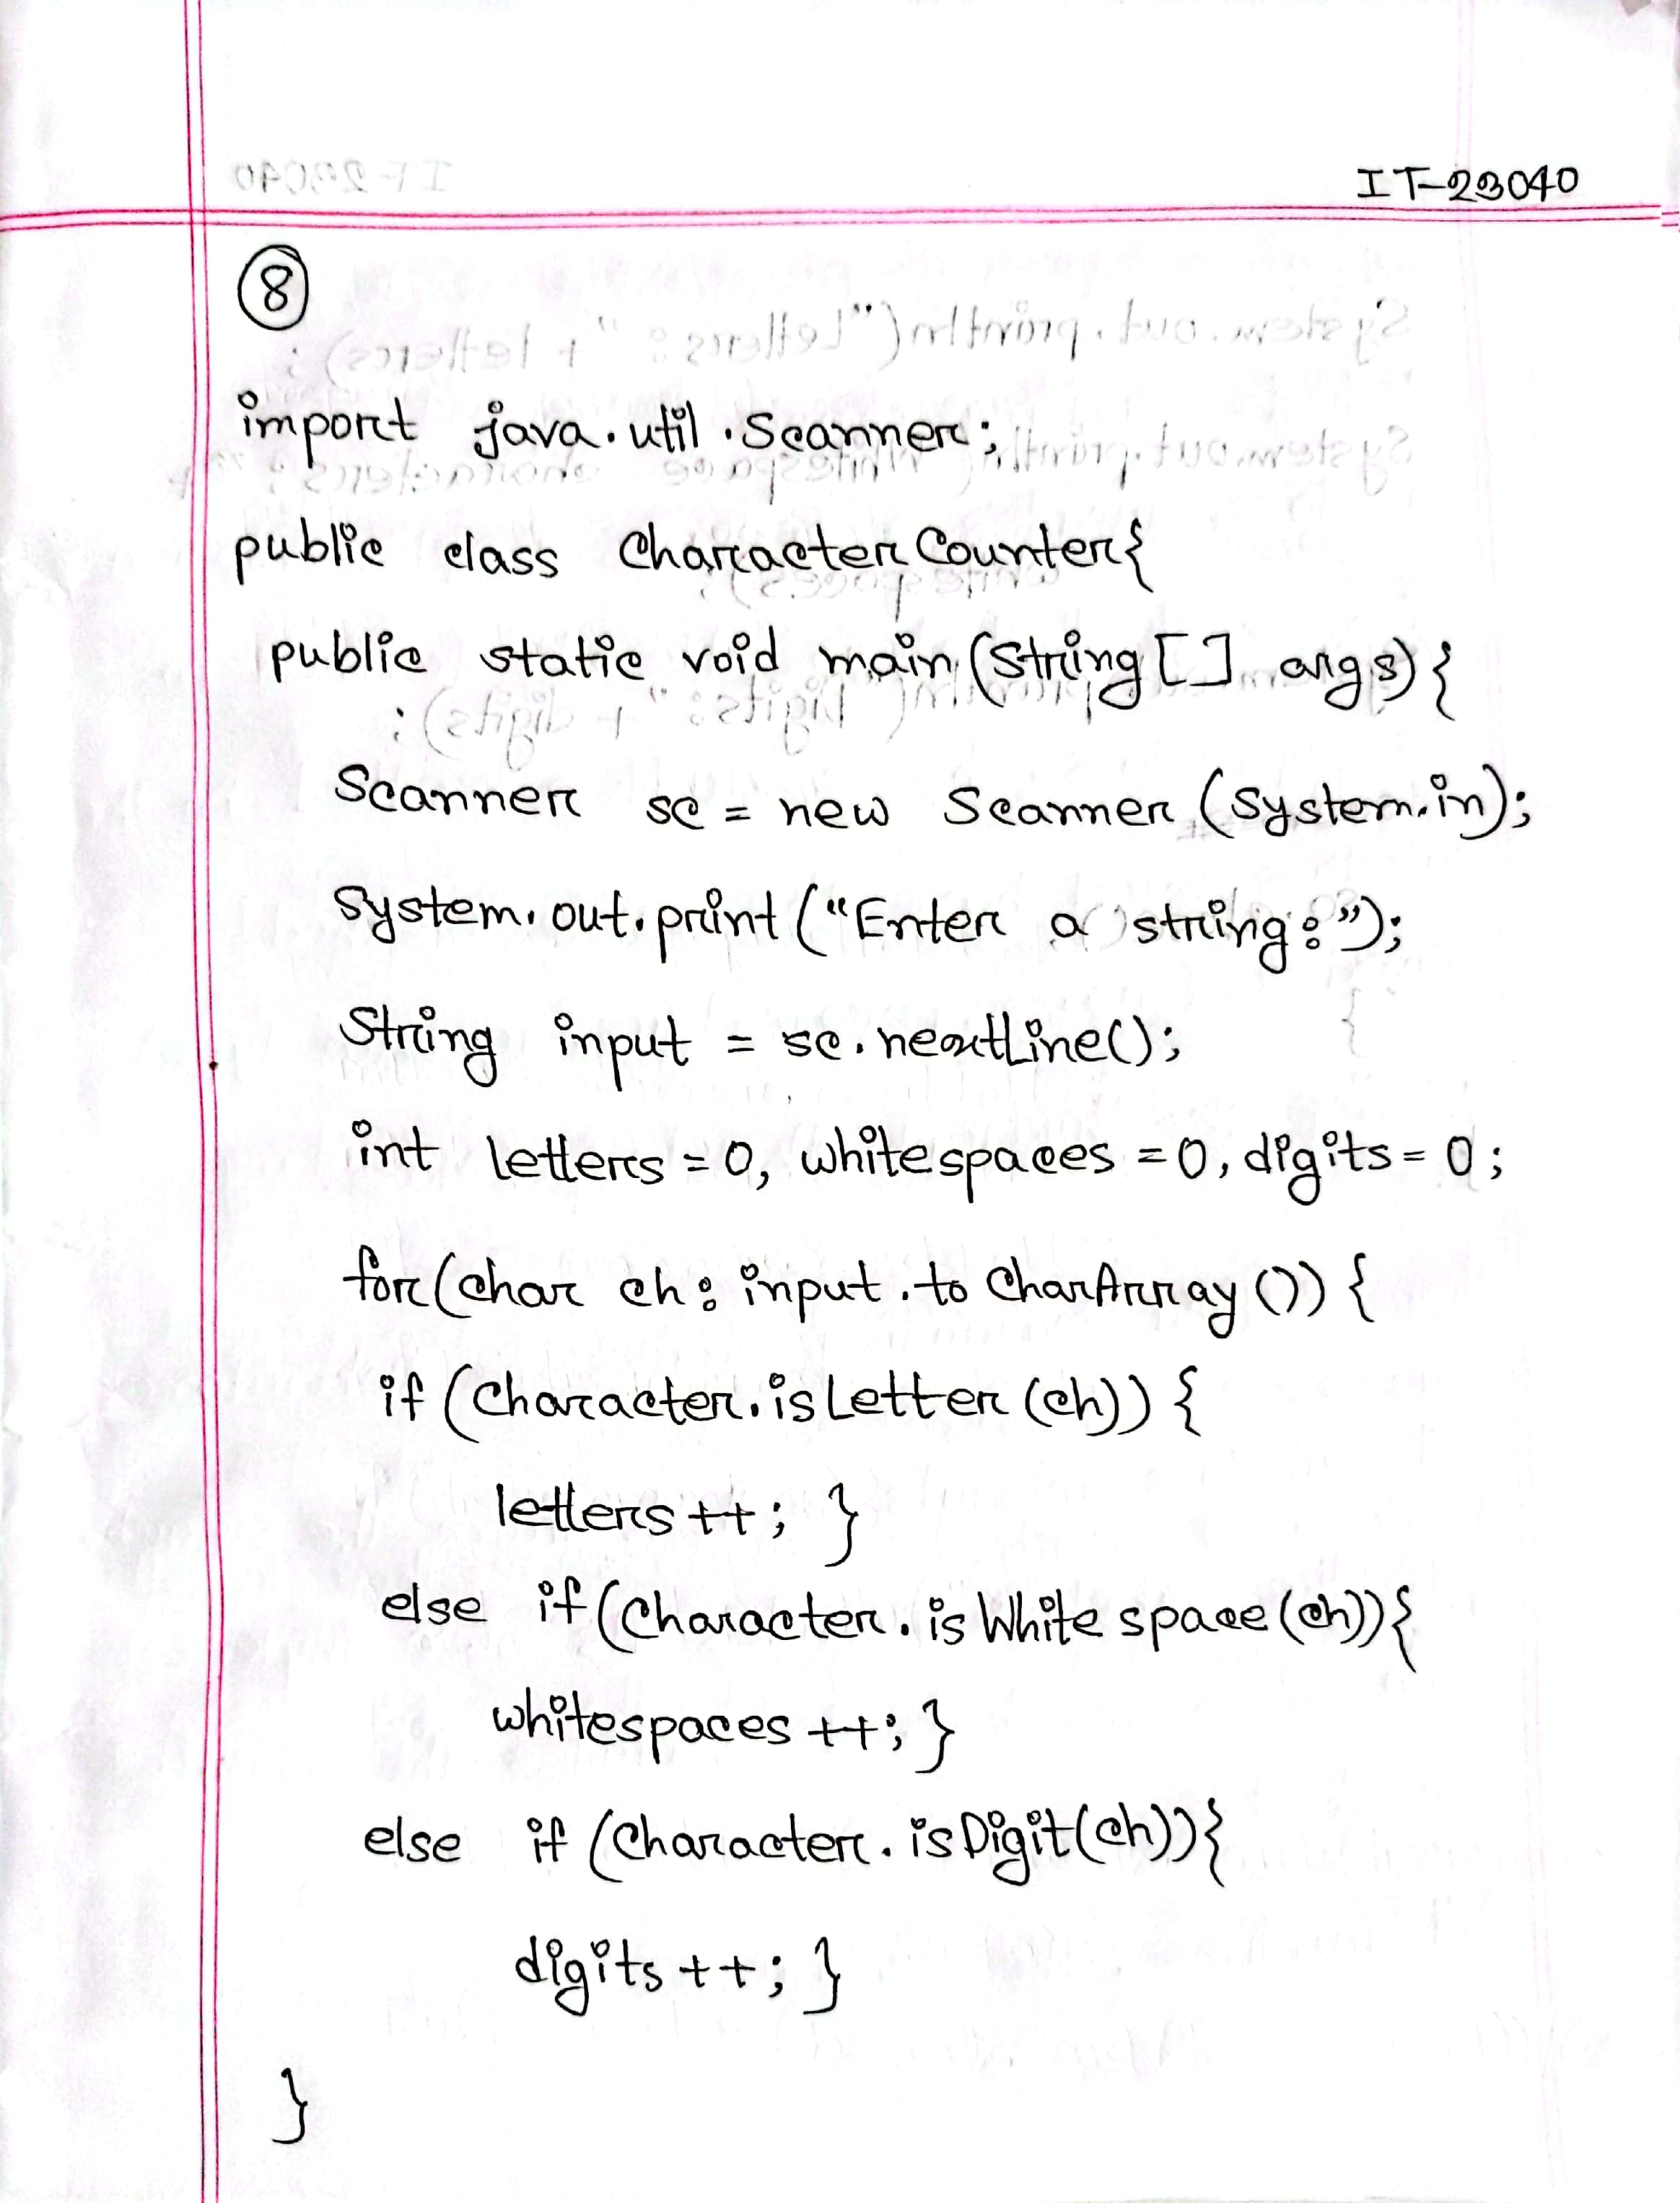 IT-23040
8
import java.util.Scanner;
public class CharacterCounter{
public static void main(String[] args){
Scanner sc = new Scanner(System.in);
System.out.print("Enter a string:");
String input = sc.nextLine();
int letters = 0, whitespaces = 0, digits = 0;
for(char ch: input.toCharArray()) {
if (Character.isLetter(ch)) {
letters ++; }
else if(Character.isWhite space(ch)){
whitespaces ++; }
else if (Character.isDigit(ch)){
digits ++; }
}